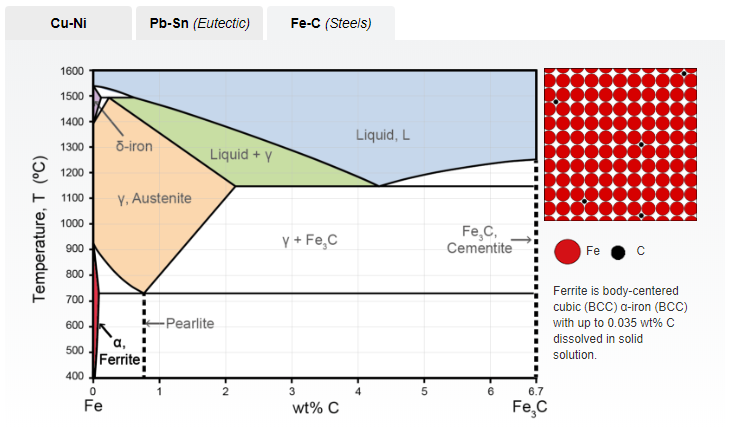 Cu-Ni
Pb-Sn (Eutectic)
Fe-C (Steels)
1600
1500
1400
1300
1200
1100
1000
900
800
700
600
500
400
Temperature, T (ºC)
δ-iron
Liquid + γ
Liquid, L
γ, Austenite
γ + Fe₃C
Fe₃C,
Cementite
Pearlite
α,
Ferrite
0
1
2
3
4
5
6
6.7
Fe
wt% C
Fe₃C
Fe
C
Ferrite is body-centered
cubic (BCC) α-iron (BCC)
with up to 0.035 wt% C
dissolved in solid
solution.